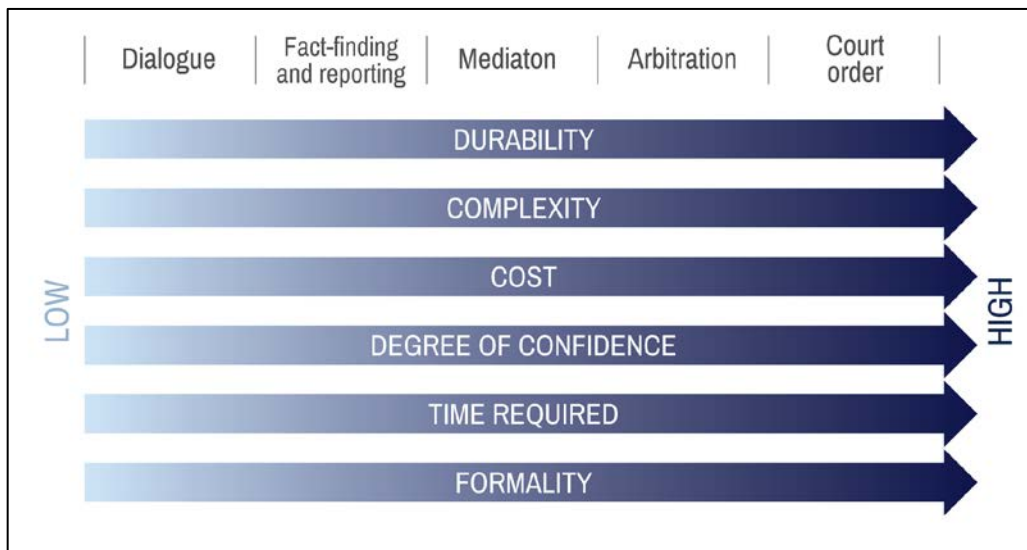 Dialogue
Fact-finding
and reporting
Mediaton
Arbitration
Court
order
DURABILITY
COMPLEXITY
COST
LOW
HIGH
DEGREE OF CONFIDENCE
TIME REQUIRED
FORMALITY